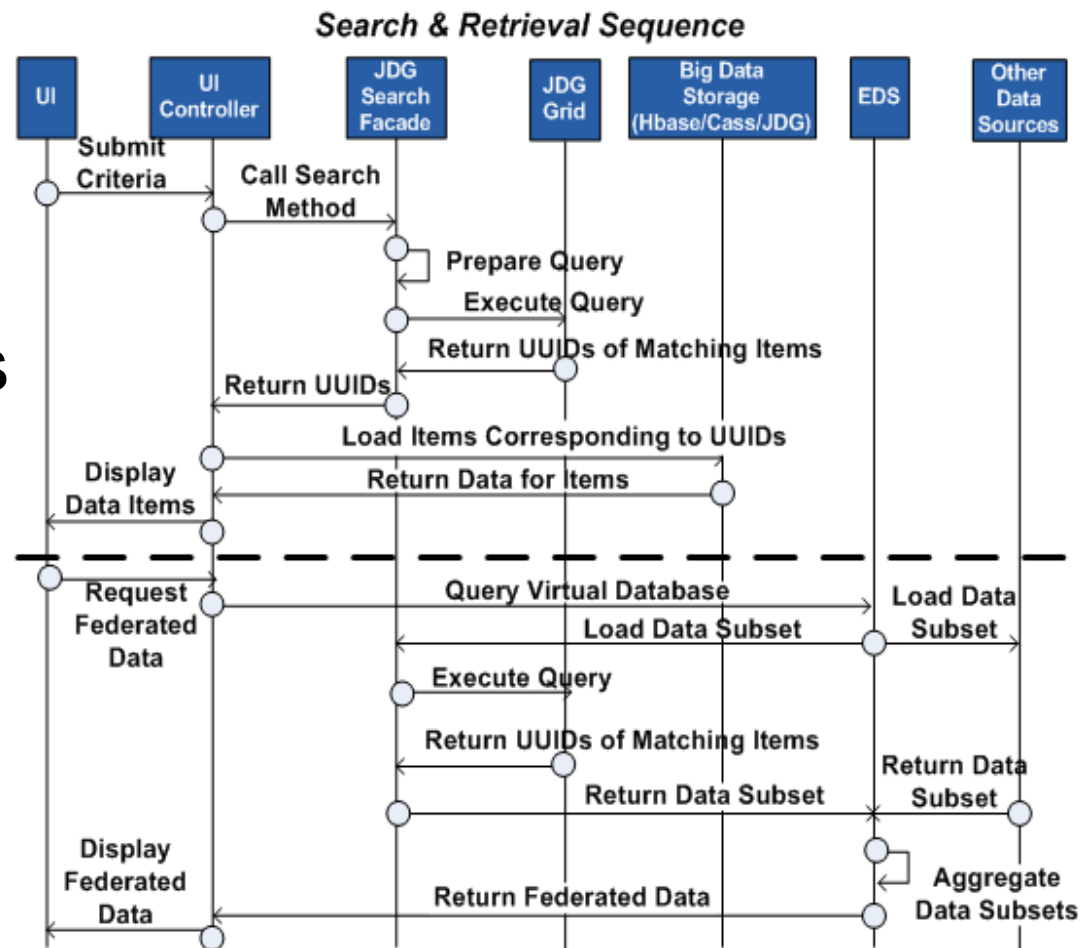 Search & Retrieval Sequence
UI
UI
Controller
JDG
Search
Facade
JDG
Grid
Big Data
Storage
(Hbase/Cass/JDG)
EDS
Other
Data
Sources
Submit
Criteria
Call Search
Method
Prepare Query
Execute Query
s
Return UUIDs of Matching Items
Return UUIDs
Load Items Corresponding to UUIDs
Display
Data Items
Return Data for Items
Request
Federated
Data
Query Virtual Database
Load Data Subset
Load Data
Subset
Execute Query
Return UUIDs of Matching Items
Return Data Subset
Return Data
Subset
Display
Federated
Data
Return Federated Data
Aggregate
Data Subsets